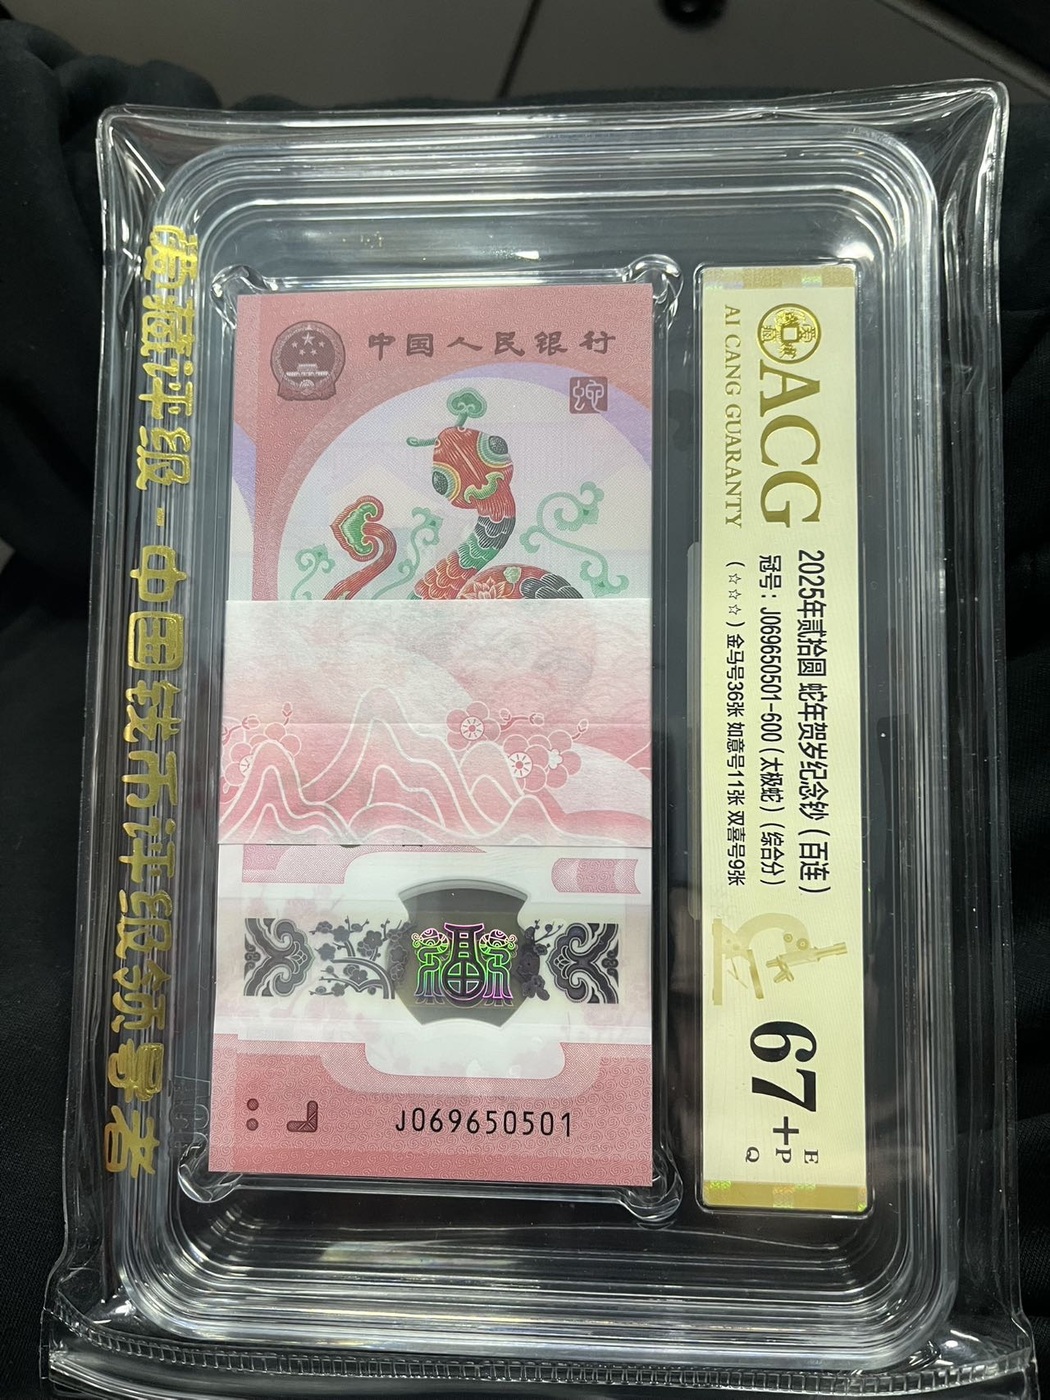 爱藏评级 - 中国钱币评级领导者
中国人民银行
蛇
福
J069650501
ACG
AI CANG GUARANTY
2025年贰拾圆 蛇年贺岁纪念钞（百连）
冠号：J069650501-600（太极蛇）（综合分）
（☆☆☆）金马号36张 如意号11张 双喜号9张
67+
E
P
Q